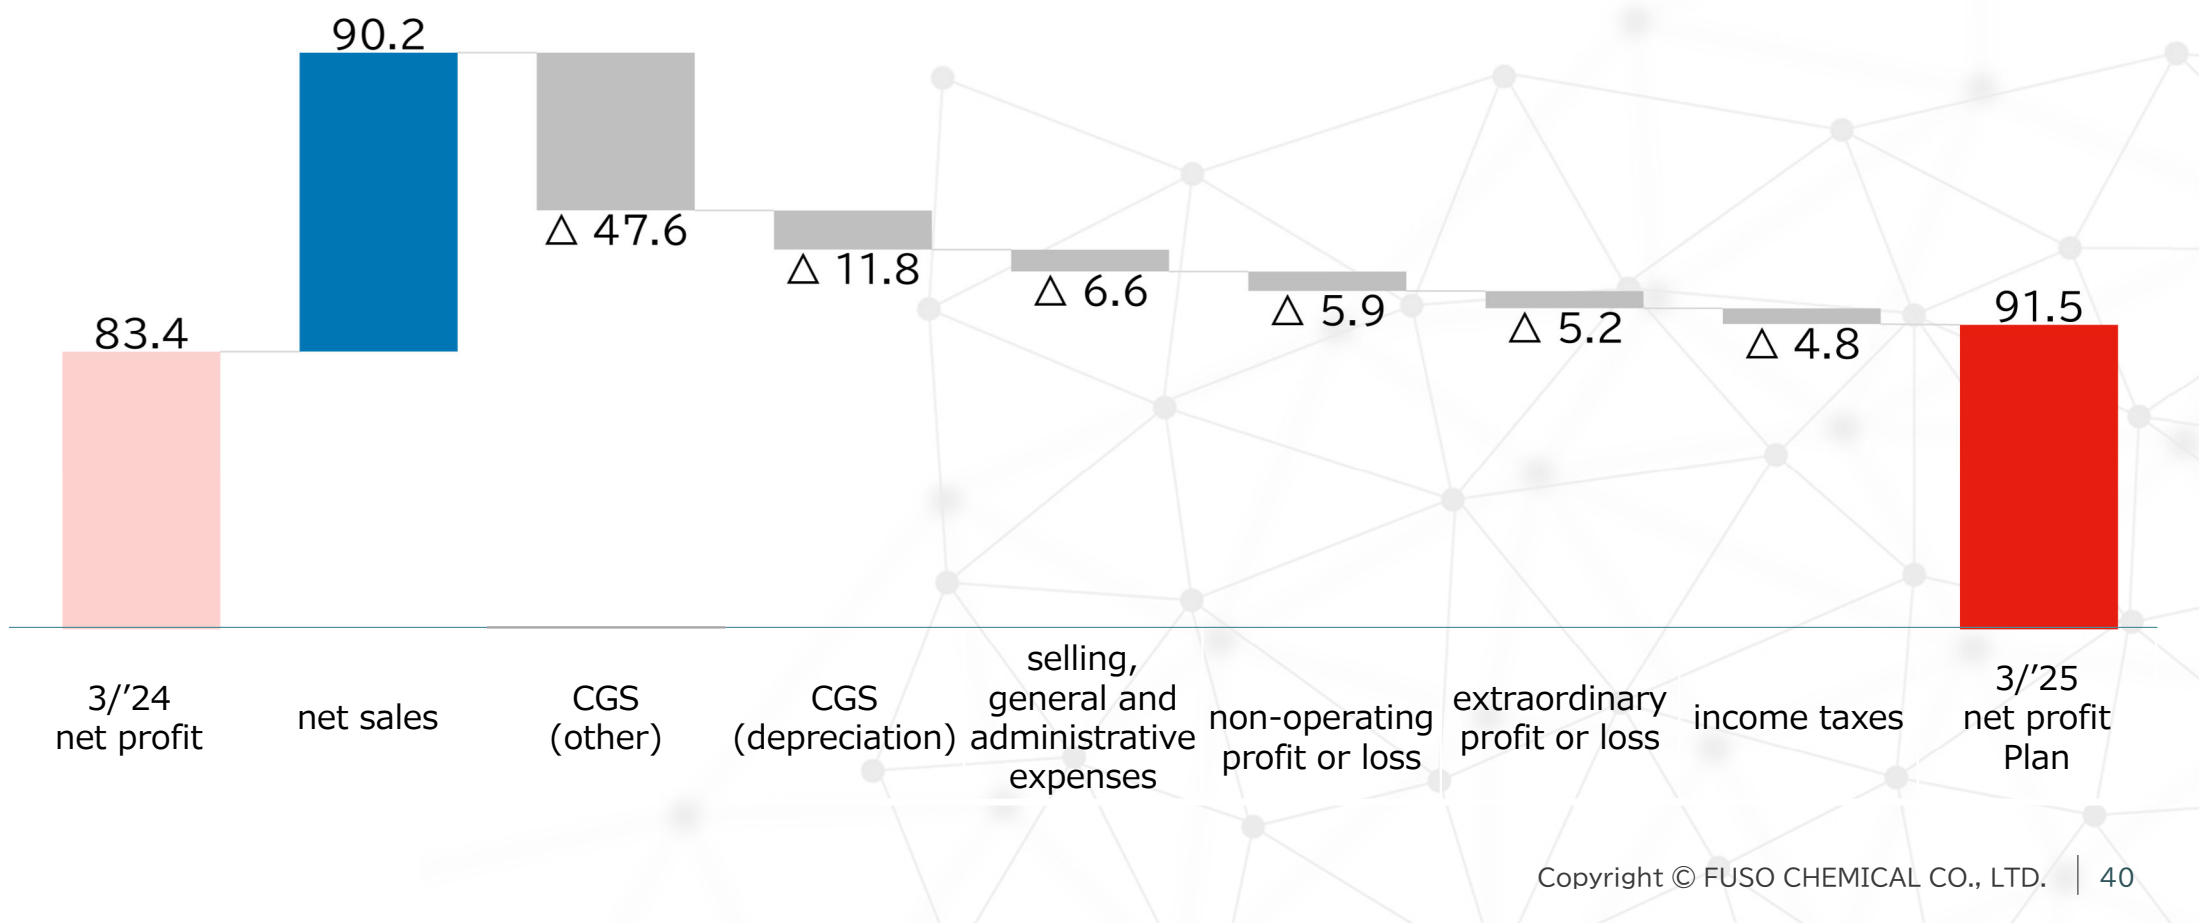 90.2
△ 47.6
△ 11.8
△ 6.6
△ 5.9
△ 5.2
△ 4.8
83.4
91.5
3/’24
net profit
net sales
CGS
(other)
CGS
(depreciation)
selling,
general and
administrative
expenses
non-operating
profit or loss
extraordinary
profit or loss
income taxes
3/’25
net profit
Plan
Copyright © FUSO CHEMICAL CO., LTD.
40